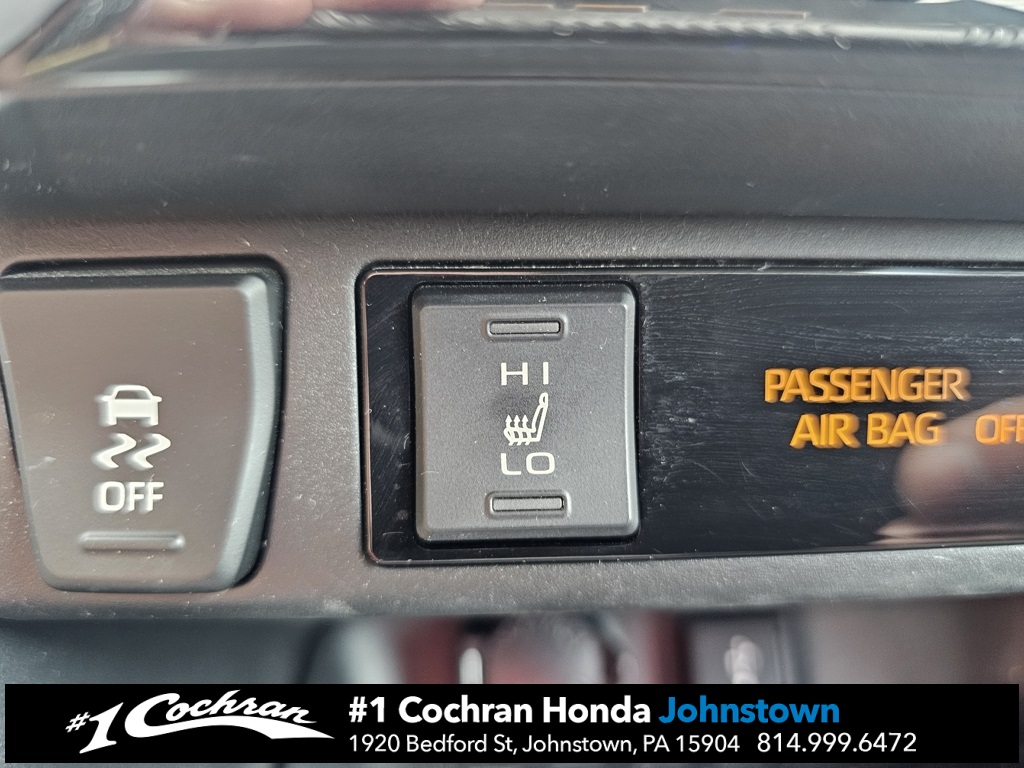 HI
LO
OFF
PASSENGER
AIR BAG OFF
#1 Cochran
#1 Cochran Honda Johnstown
1920 Bedford St, Johnstown, PA 15904 814.999.6472